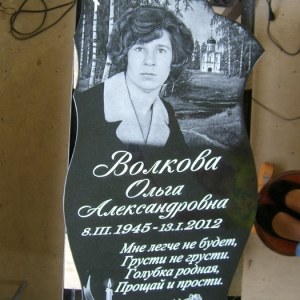 Волкова
Ольга
Александровна
8.III.1945-13.I.2012
Мне легче не будет,
Грусти не грусти.
Голубка родная,
Прощай и прости.